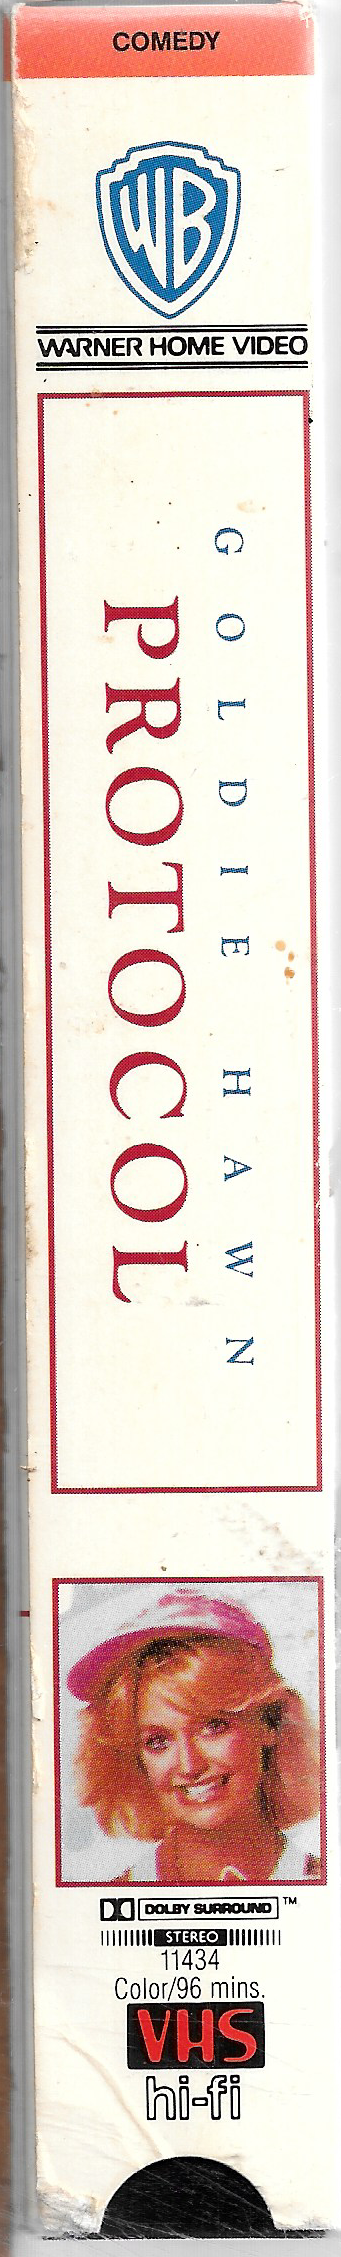 COMEDY
WB
WARNER HOME VIDEO
GOLDIE HAWN
PROTOCOL
DOLBY SURROUND ™
STEREO
11434
Color/96 mins.
VHS
hi-fi